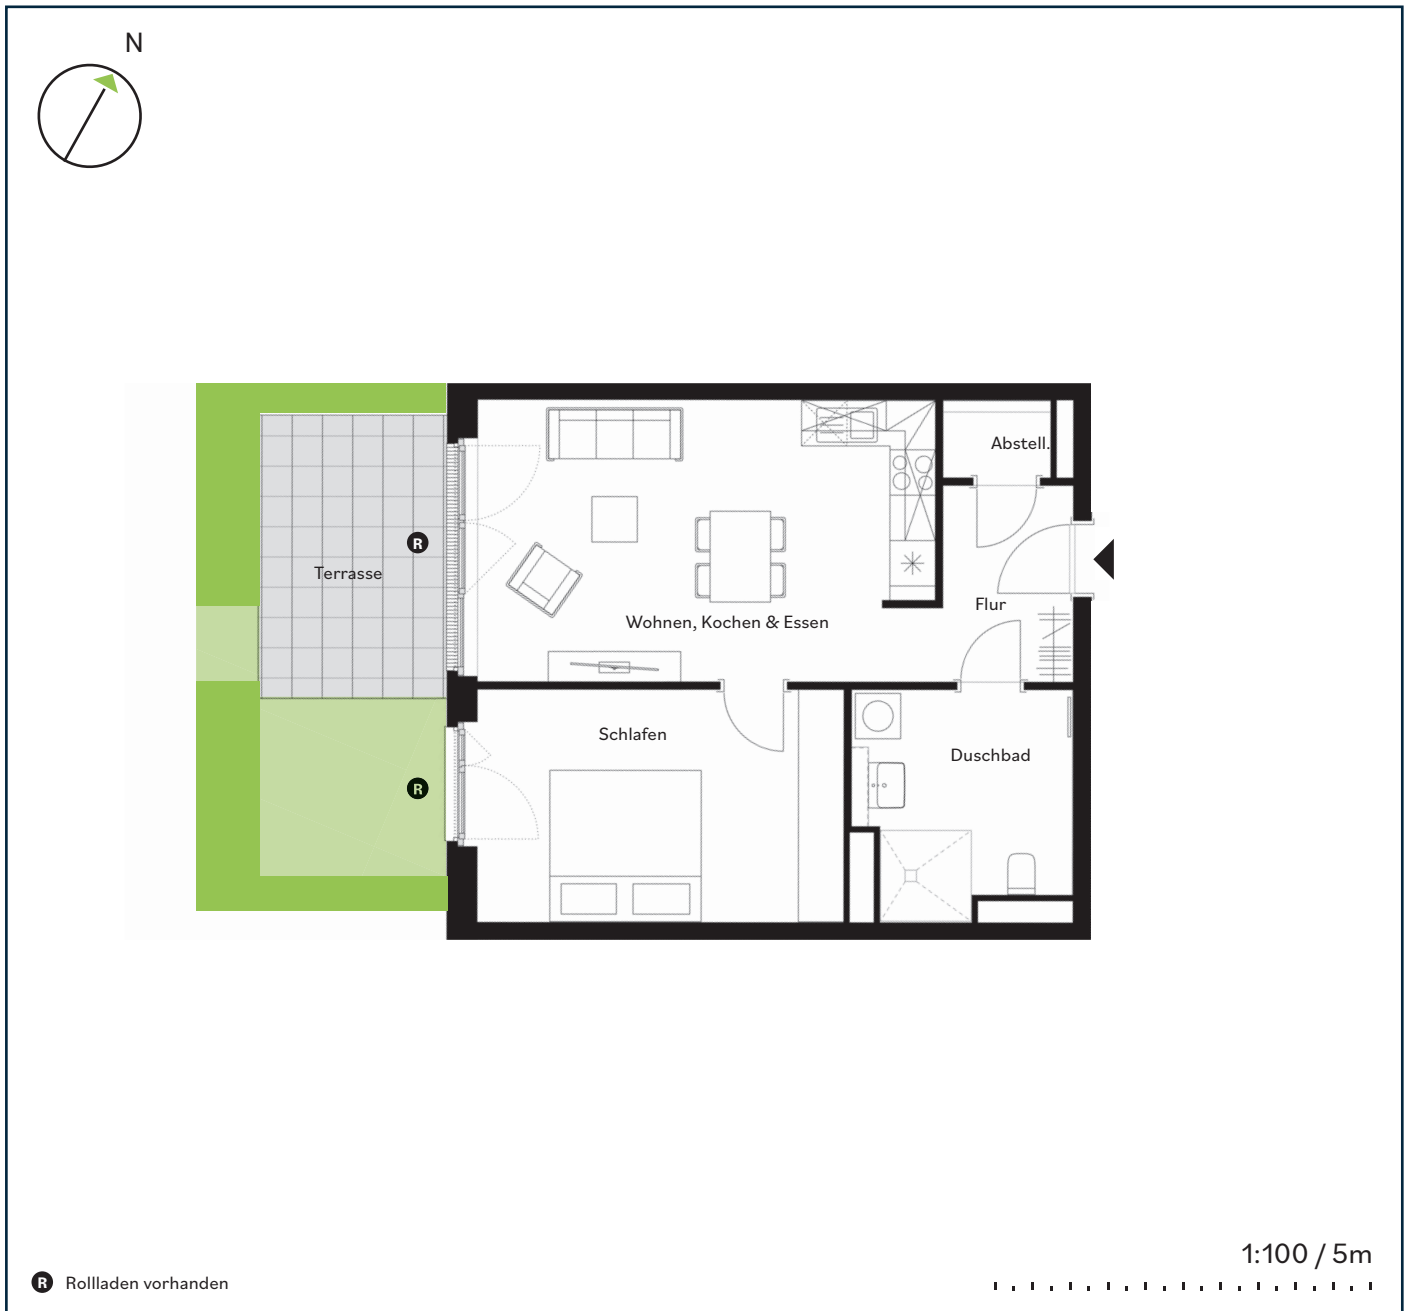 N
Abstell.
R
Terrasse
Flur
Wohnen, Kochen & Essen
Schlafen
Duschbad
R
1:100 / 5m
R Rollladen vorhanden